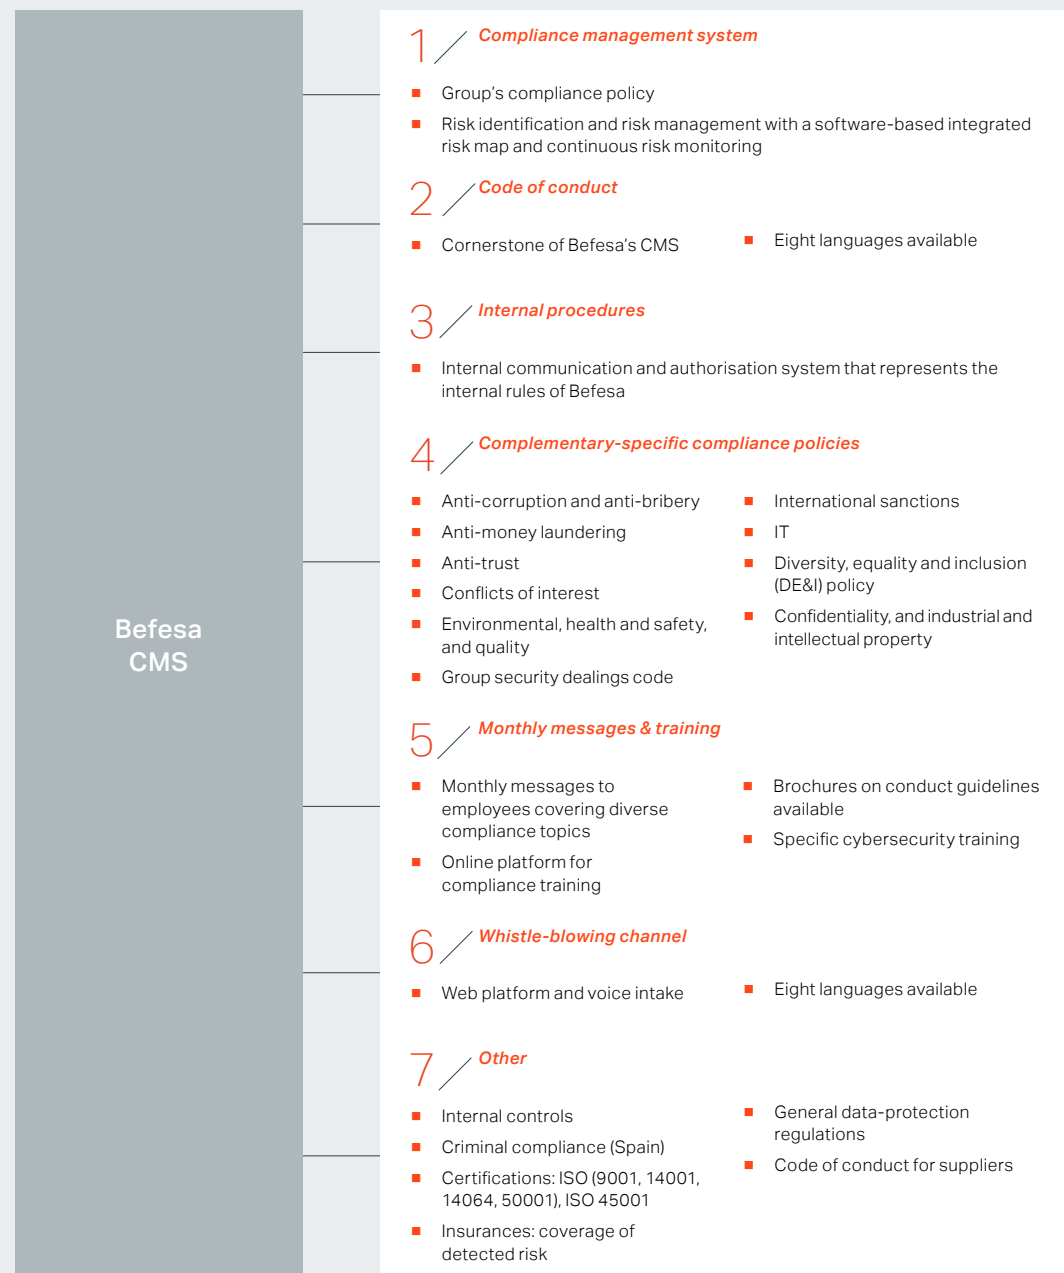 Befesa
CMS
1
Compliance management system
Group's compliance policy
Risk identification and risk management with a software-based integrated
risk map and continuous risk monitoring
2
Code of conduct
Cornerstone of Befesa's CMS
Eight languages available
3
Internal procedures
Internal communication and authorisation system that represents the
internal rules of Befesa
4
Complementary-specific compliance policies
Anti-corruption and anti-bribery
Anti-money laundering
Anti-trust
Conflicts of interest
Environmental, health and safety,
and quality
Group security dealings code
International sanctions
IT
Diversity, equality and inclusion
(DE&I) policy
Confidentiality, and industrial and
intellectual property
5
Monthly messages & training
Monthly messages to
employees covering diverse
compliance topics
Online platform for
compliance training
Brochures on conduct guidelines
available
Specific cybersecurity training
6
Whistle-blowing channel
Web platform and voice intake
Eight languages available
7
Other
Internal controls
Criminal compliance (Spain)
Certifications: ISO (9001, 14001,
14064, 50001), ISO 45001
Insurances: coverage of
detected risk
General data-protection
regulations
Code of conduct for suppliers